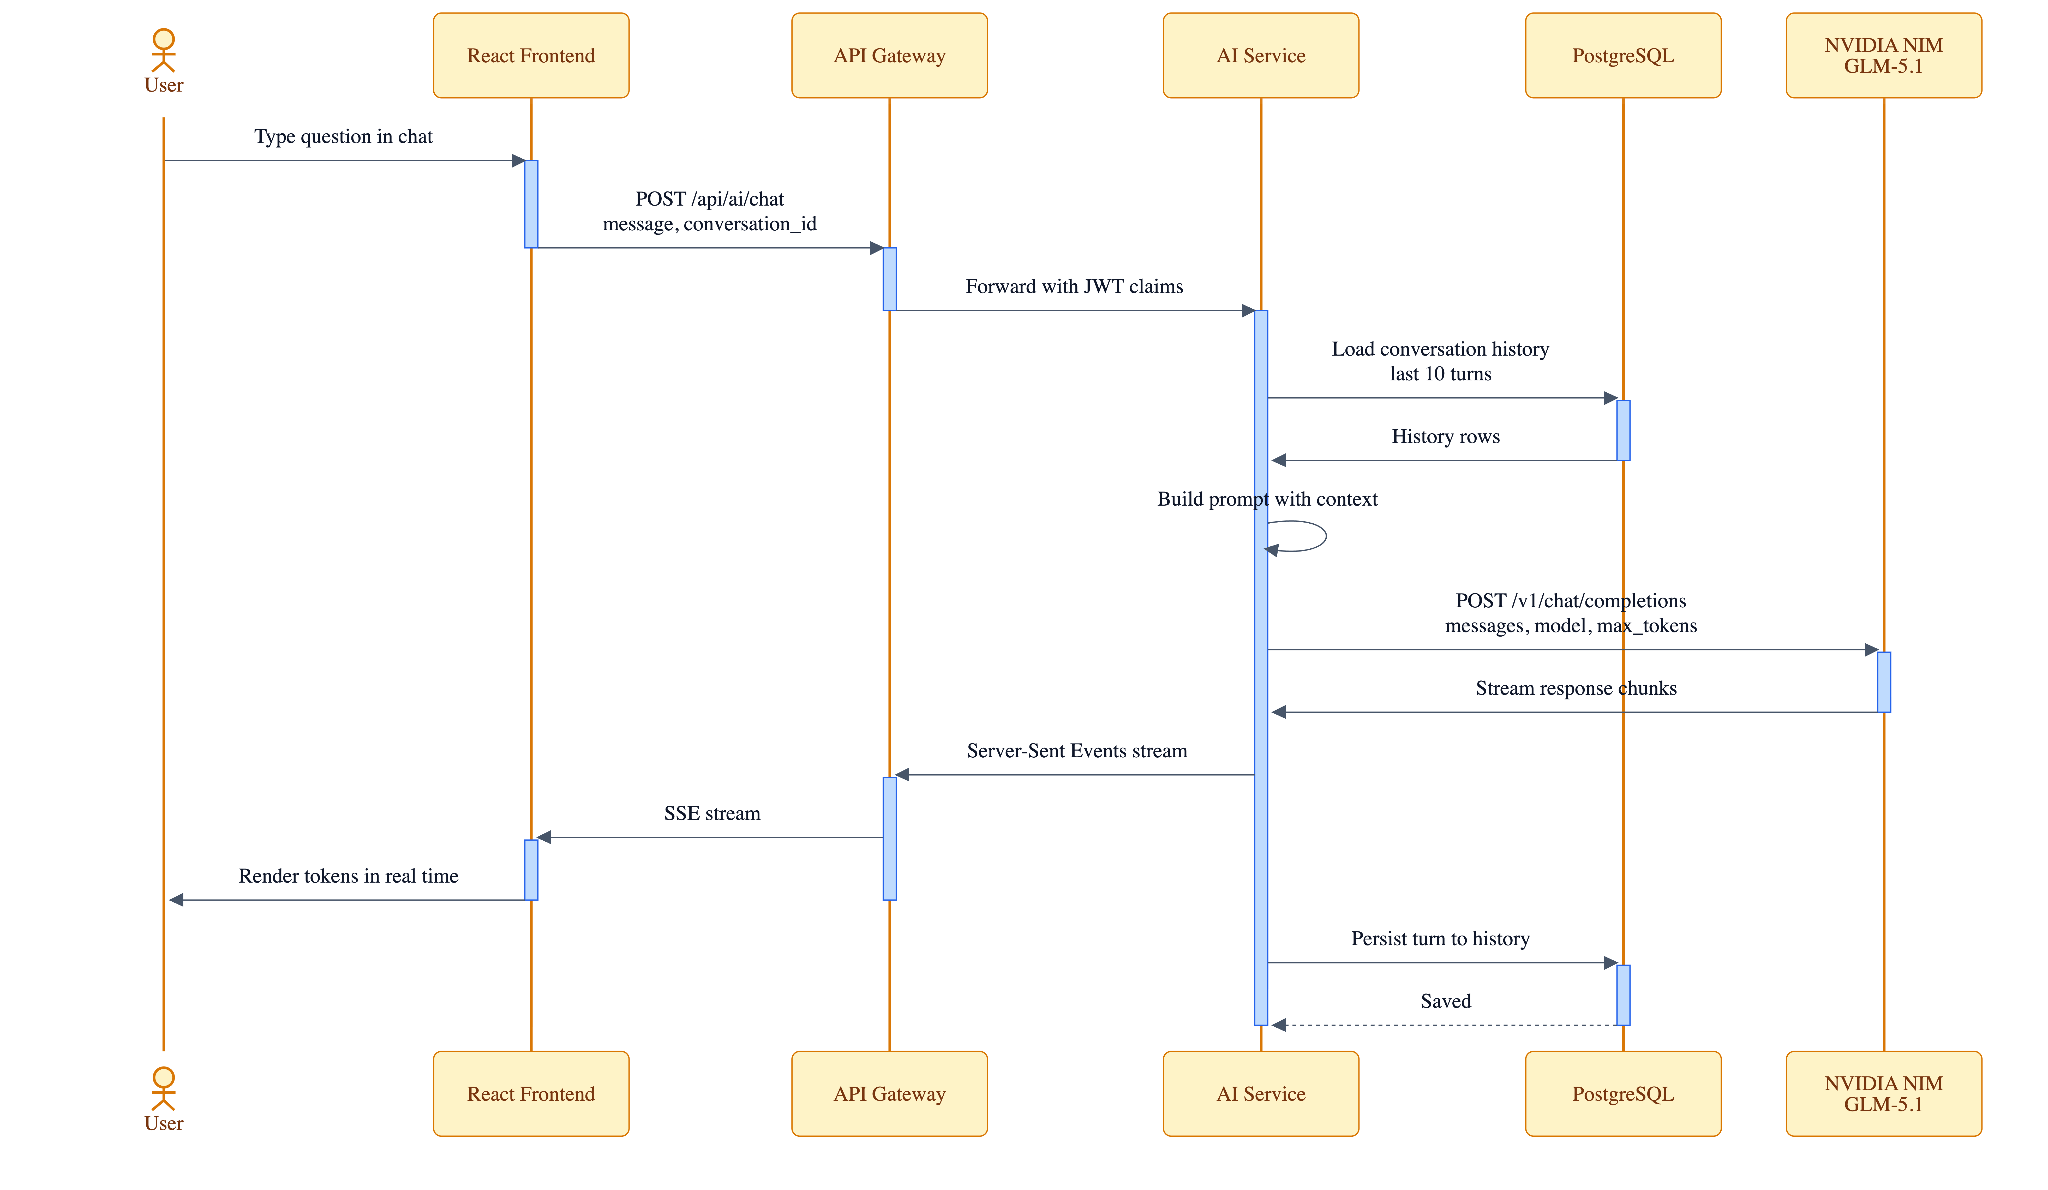 User
React Frontend
API Gateway
AI Service
PostgreSQL
NVIDIA NIM
GLM-5.1
Type question in chat
POST /api/ai/chat
message, conversation_id
Forward with JWT claims
Load conversation history
last 10 turns
History rows
Build prompt with context
POST /v1/chat/completions
messages, model, max_tokens
Stream response chunks
Server-Sent Events stream
SSE stream
Render tokens in real time
Persist turn to history
Saved
User
React Frontend
API Gateway
AI Service
PostgreSQL
NVIDIA NIM
GLM-5.1